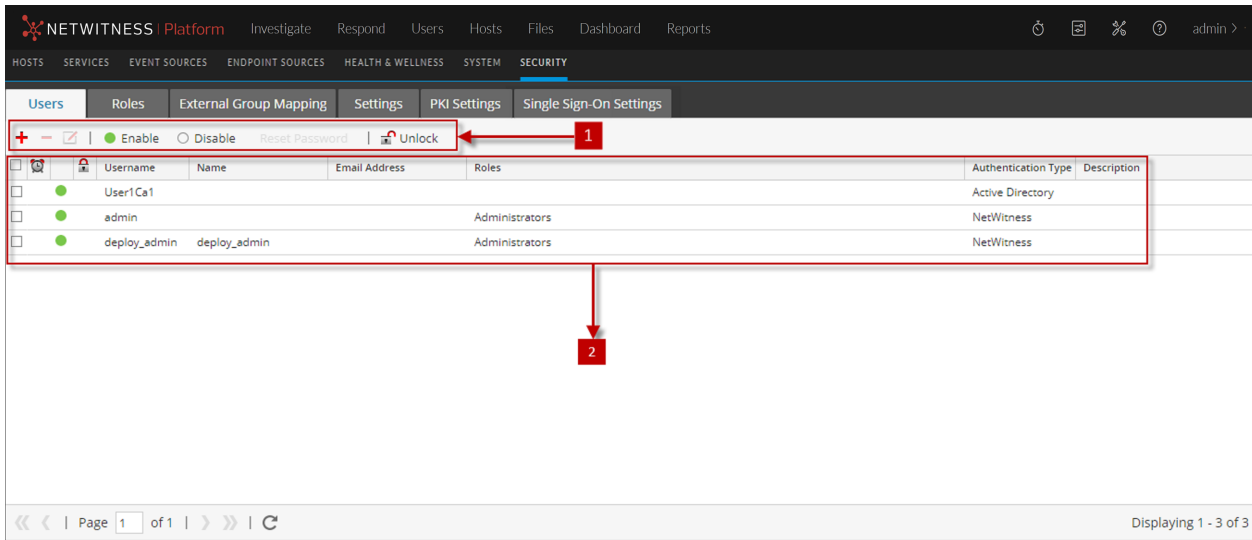 NETWITNESS | Platform Investigate Respond Users Hosts Files Dashboard Reports admin >
HOSTS SERVICES EVENT SOURCES ENDPOINT SOURCES HEALTH & WELLNESS SYSTEM SECURITY
Users Roles External Group Mapping Settings PKI Settings Single Sign-On Settings
Enable Disable Reset Password | Unlock 1
Username Name Email Address Roles Authentication Type Description
User1Ca1 Active Directory
admin Administrators NetWitness
deploy_admin deploy_admin Administrators NetWitness
2
Page 1 of 1 Displaying 1 - 3 of 3